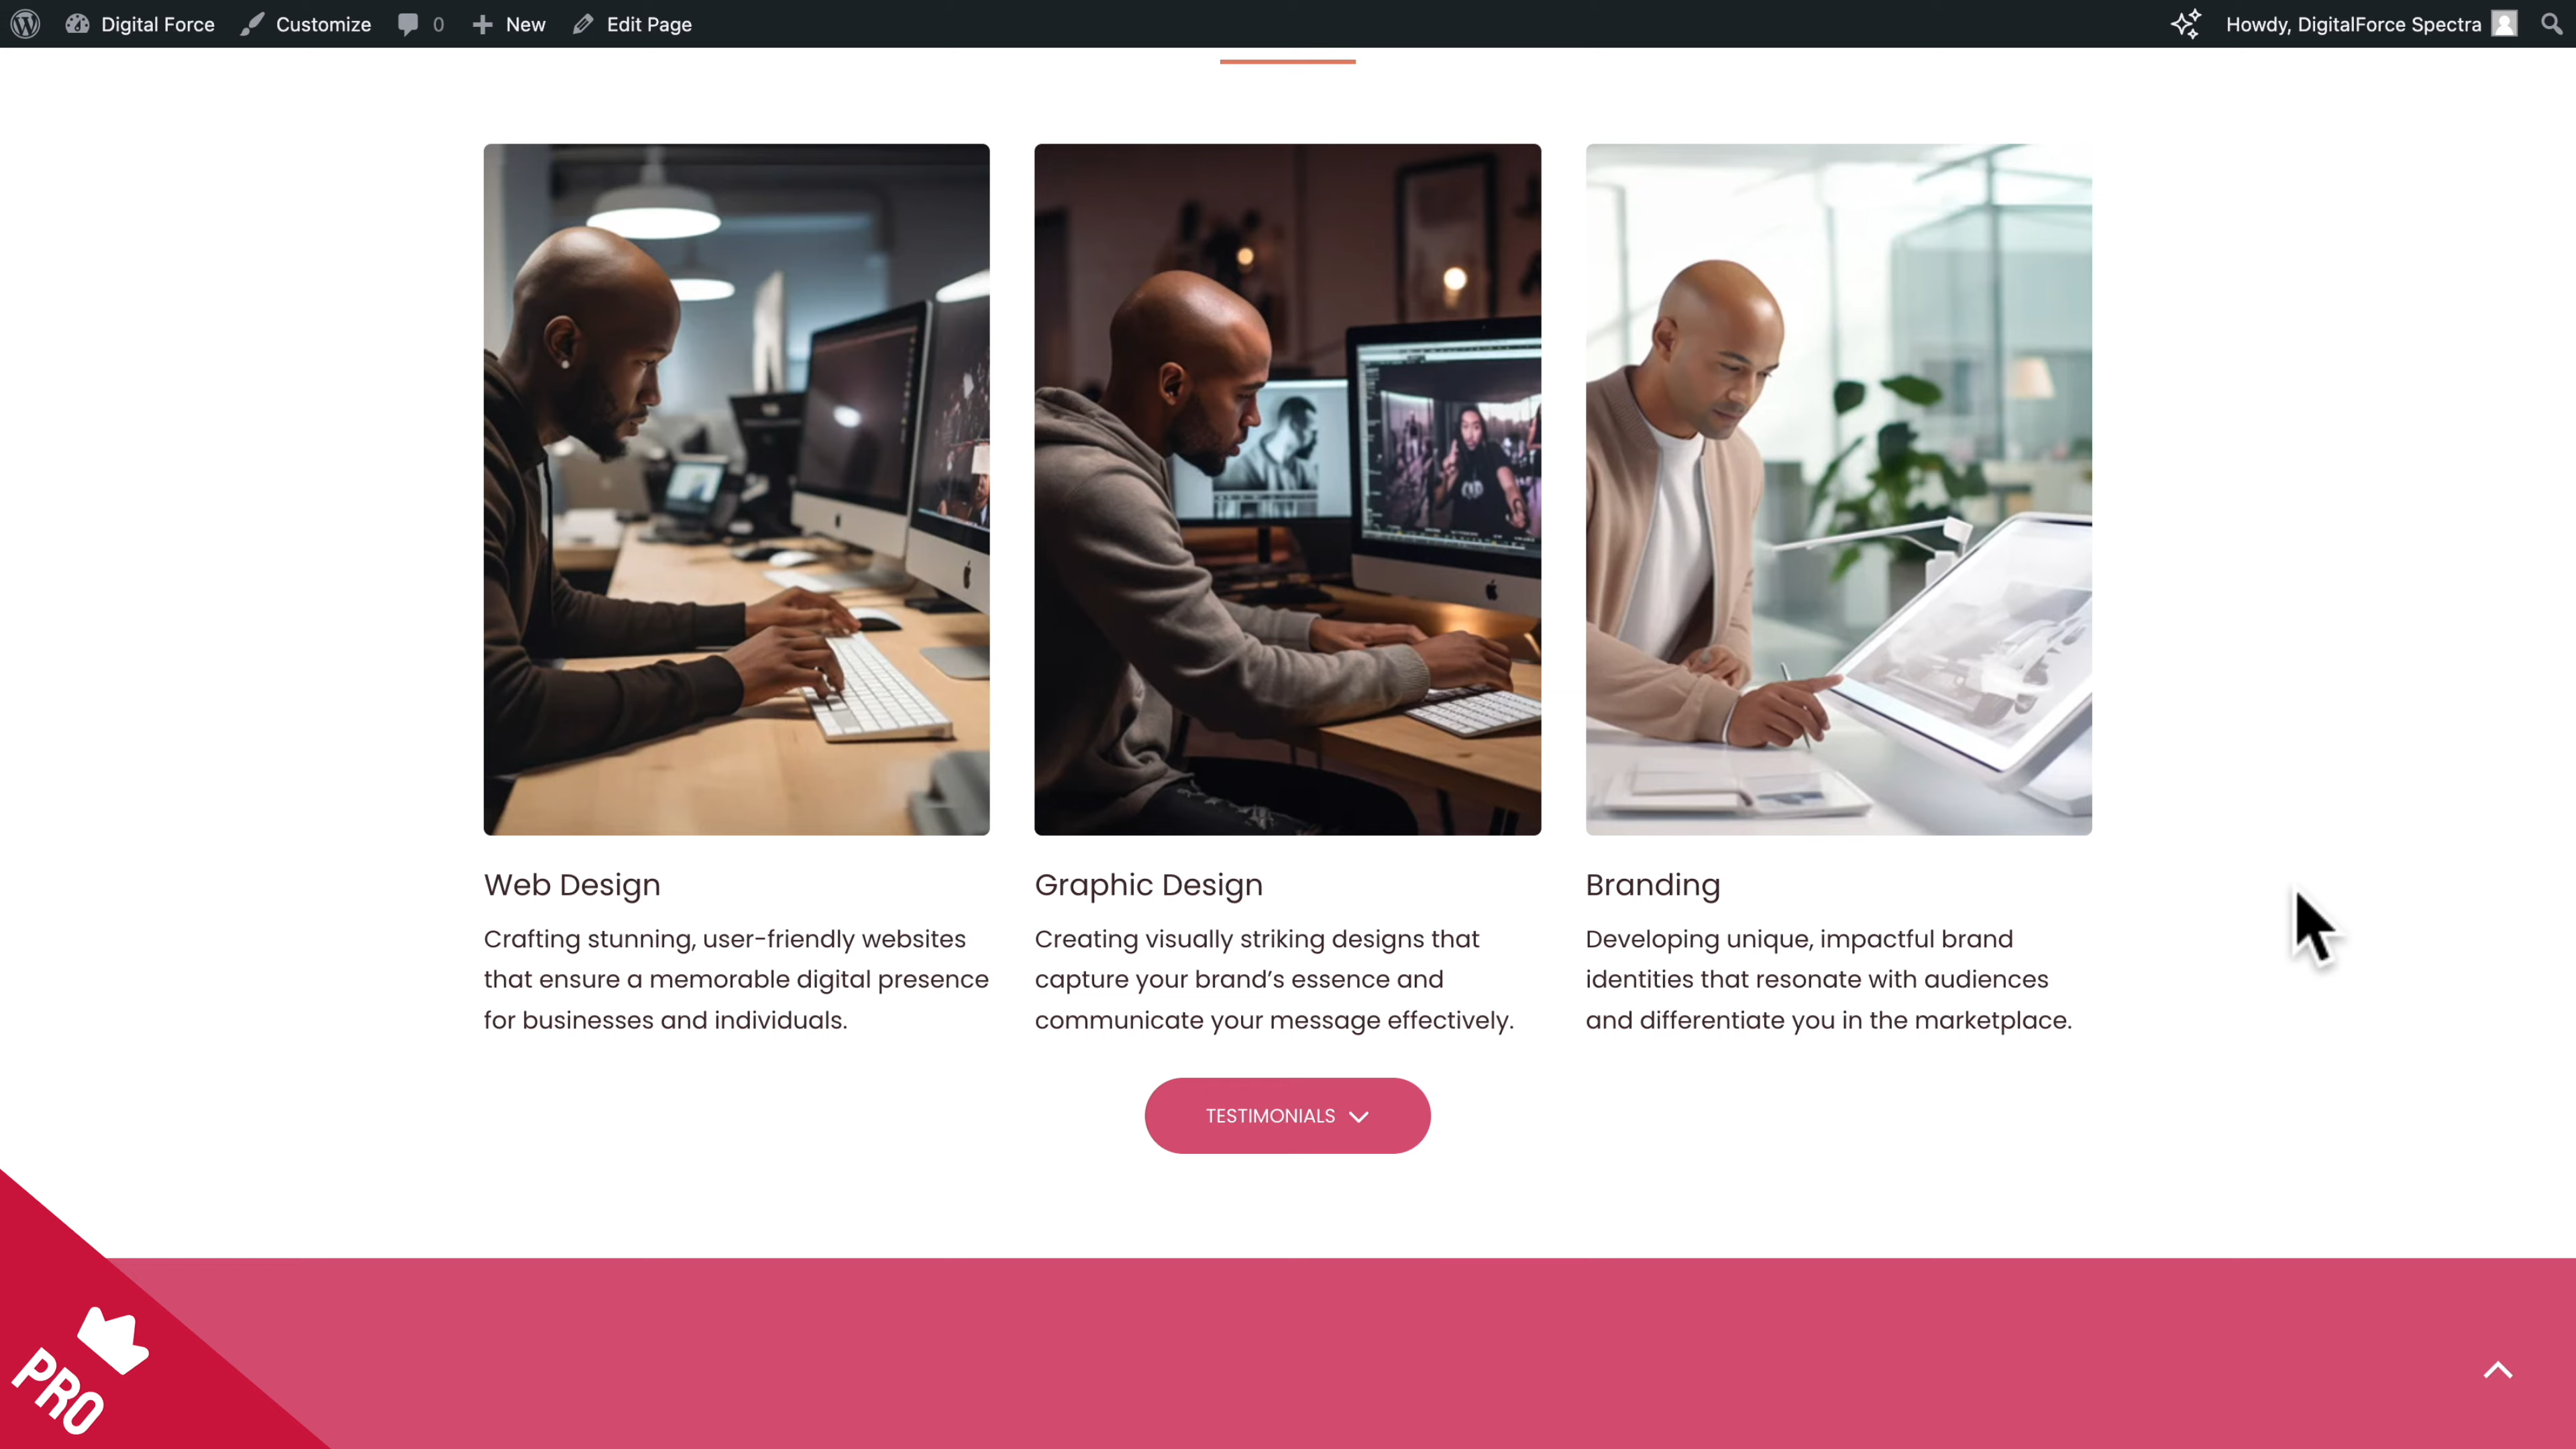 Digital Force Customize 0 New Edit Page Howdy, DigitalForce Spectra
Web Design
Crafting stunning, user-friendly websites
that ensure a memorable digital presence
for businesses and individuals.
Graphic Design
Creating visually striking designs that
capture your brand’s essence and
communicate your message effectively.
Branding
Developing unique, impactful brand
identities that resonate with audiences
and differentiate you in the marketplace.
TESTIMONIALS
PRO